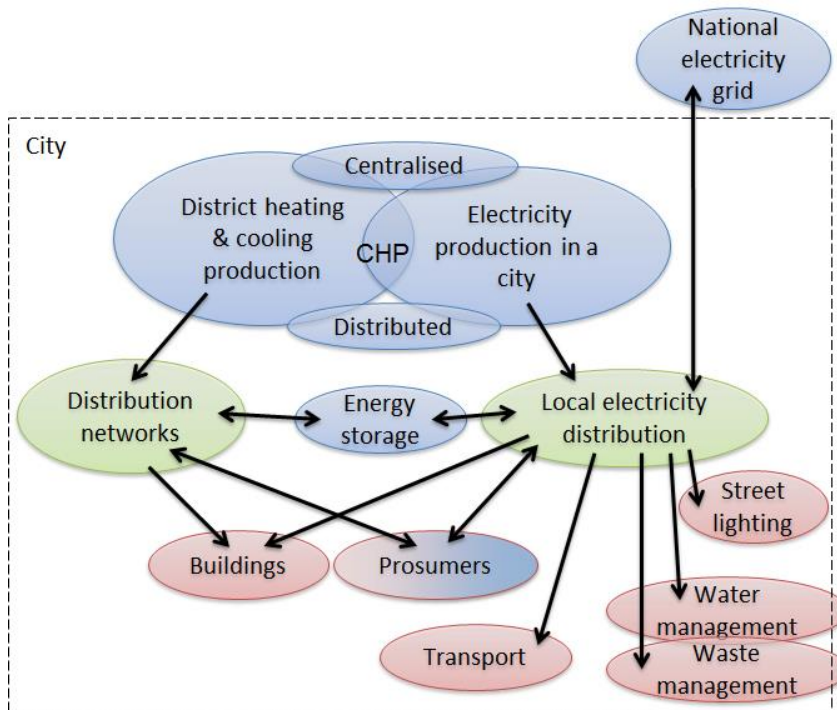 National
electricity
grid
City
Centralised
District heating
& cooling
production
CHP
Electricity
production in a
city
Distributed
Distribution
networks
Energy
storage
Local electricity
distribution
Street
lighting
Buildings
Prosumers
Water
management
Transport
Waste
management